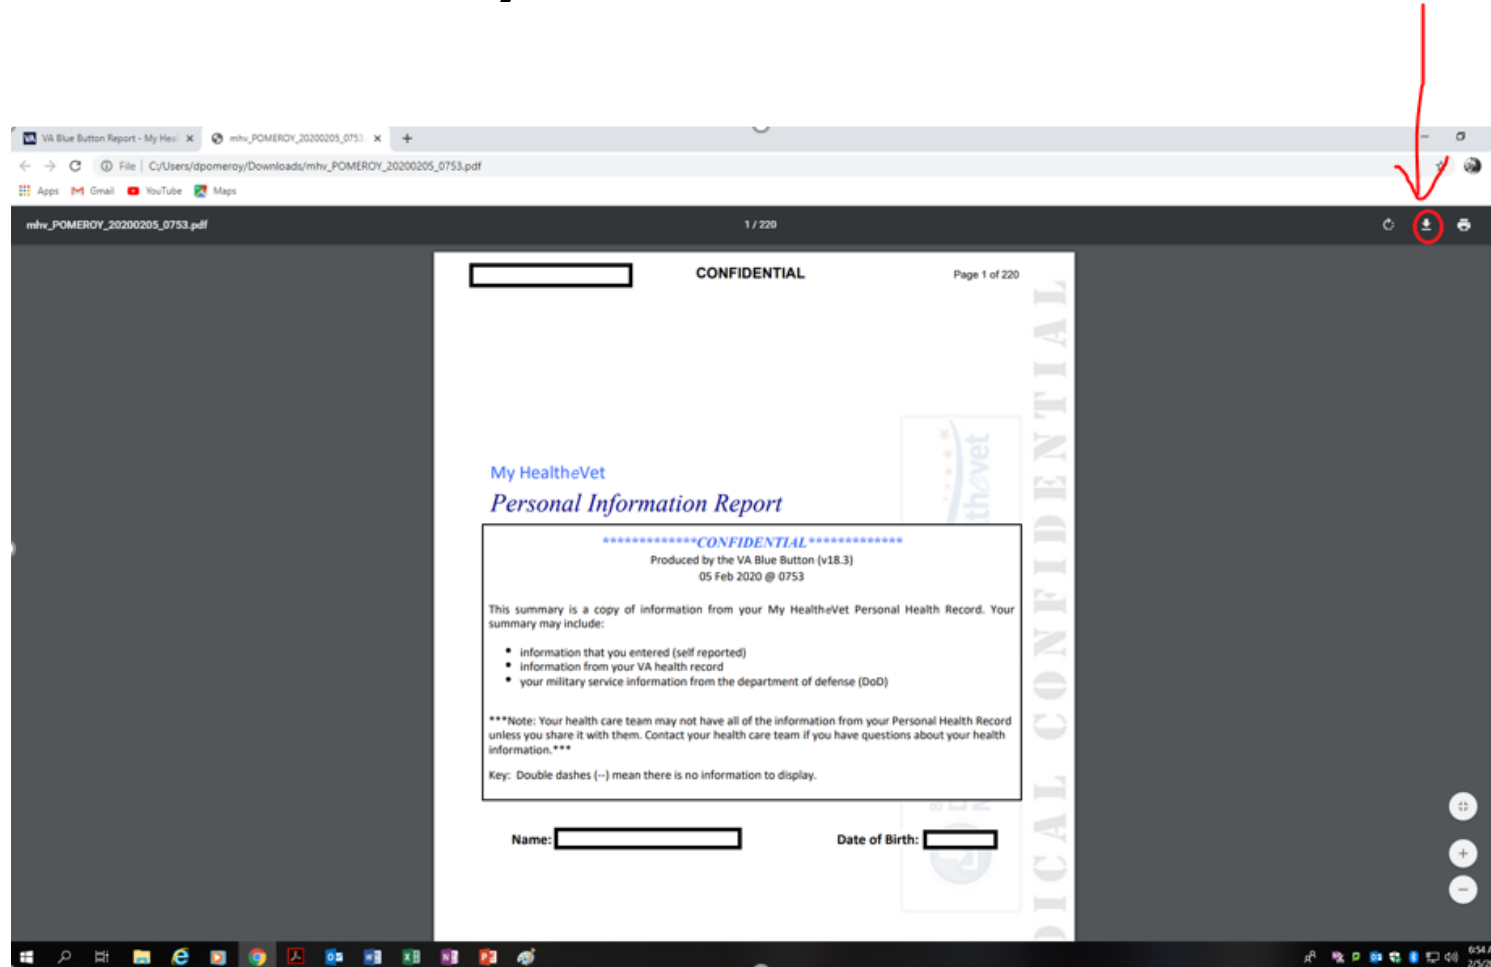 VA Blue Button Report - My Heal
mhv_POMEROY_20200205_0753.
File | C:/Users/dpomeroy/Downloads/mhv_POMEROY_20200205_0753.pdf
Apps Gmail YouTube Maps
mhv_POMEROY_20200205_0753.pdf 1 / 220
CONFIDENTIAL Page 1 of 220
My HealtheVet
Personal Information Report
*************CONFIDENTIAL*************
Produced by the VA Blue Button (v18.3)
05 Feb 2020 @ 0753
This summary is a copy of information from your My HealtheVet Personal Health Record. Your
summary may include:
• information that you entered (self reported)
• information from your VA health record
• your military service information from the department of defense (DoD)
***Note: Your health care team may not have all of the information from your Personal Health Record
unless you share it with them. Contact your health care team if you have questions about your health
information.***
Key: Double dashes (--) mean there is no information to display.
Name: Date of Birth:
DICAL CONFIDENTIAL
thevet
6:54 A
2/5/20